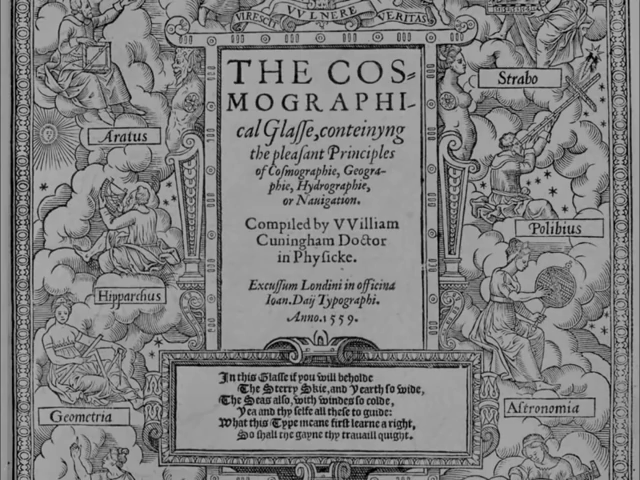 VIRESCIT VVLNERE VERITAS
THE COS=
MOGRAPHI-
cal Glasse, conteinyng
the pleasant Principles
of Cosmographie, Geogra-
phie, Hydrographie,
or Nauigation.
Compiled by VVilliam
Cuningham Doctor
in Physicke.
Excussum Londini in officina
Ioan. Daij Typographi.
Anno. 1559.
In this Glasse if you will beholde
The Sterry Skie, and Yearth so wide,
The Seas also, with windes so colde,
Yea and thy selfe all these to guide:
What this Type meane first learne a right,
So shall the gayne thy trauaill quight.
Aratus
Hipparchus
Geometria
Strabo
Polibius
Astronomia